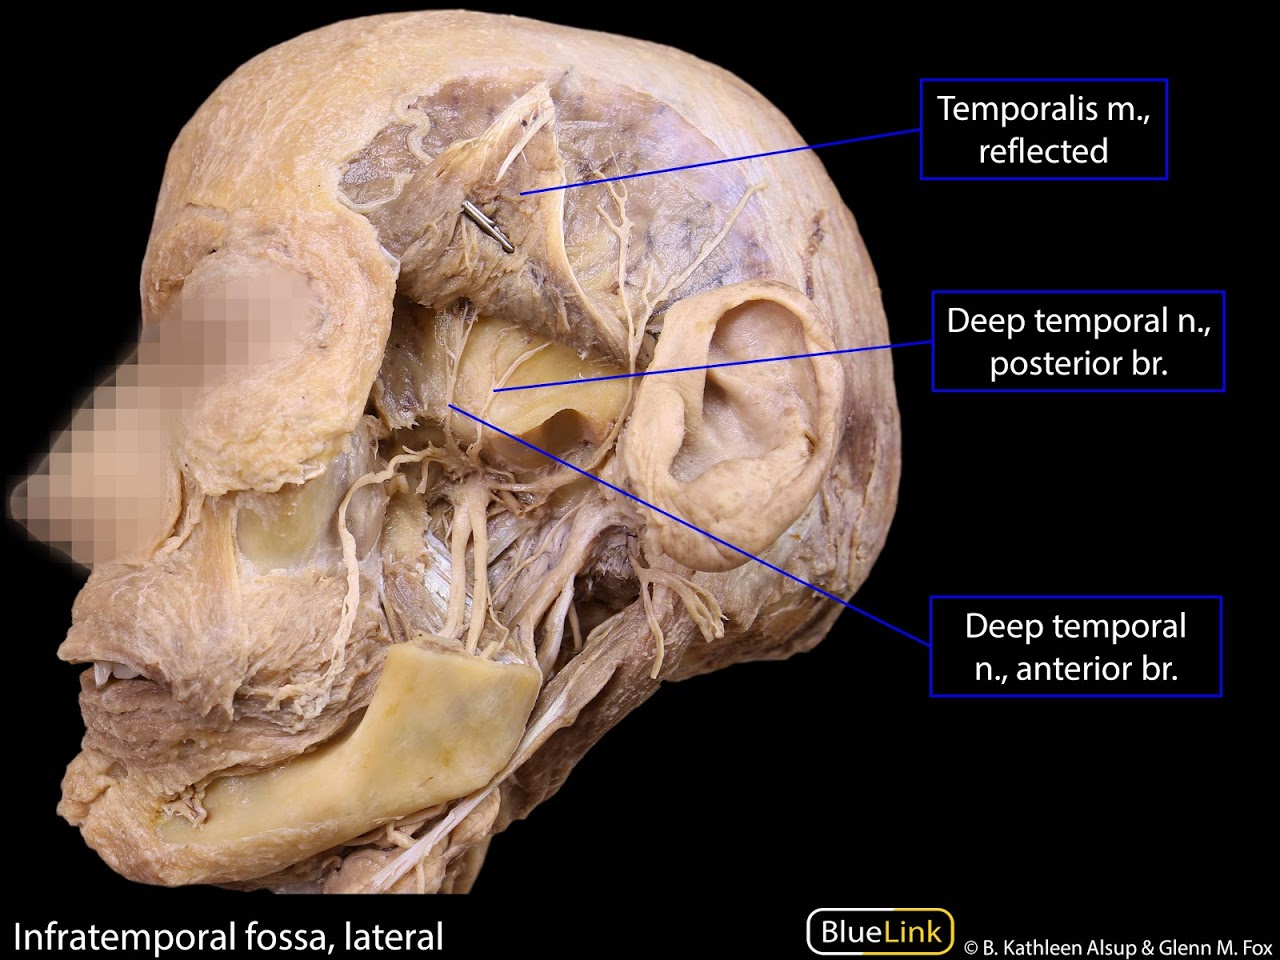 Temporalis m.,
reflected
Deep temporal n.,
posterior br.
Deep temporal
n., anterior br.
Infratemporal fossa, lateral
BlueLink
© B. Kathleen Alsup & Glenn M. Fox